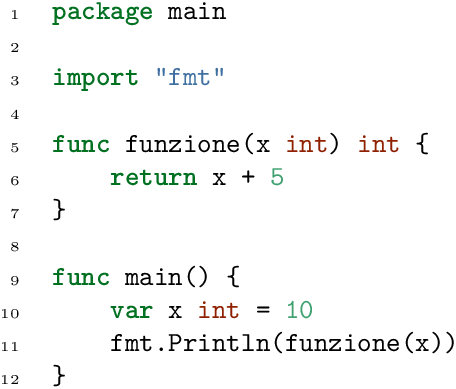 1 package main
2
3 import "fmt"
4
5 func funzione(x int) int {
6     return x + 5
7 }
8
9 func main() {
10     var x int = 10
11     fmt.Println(funzione(x))
12 }